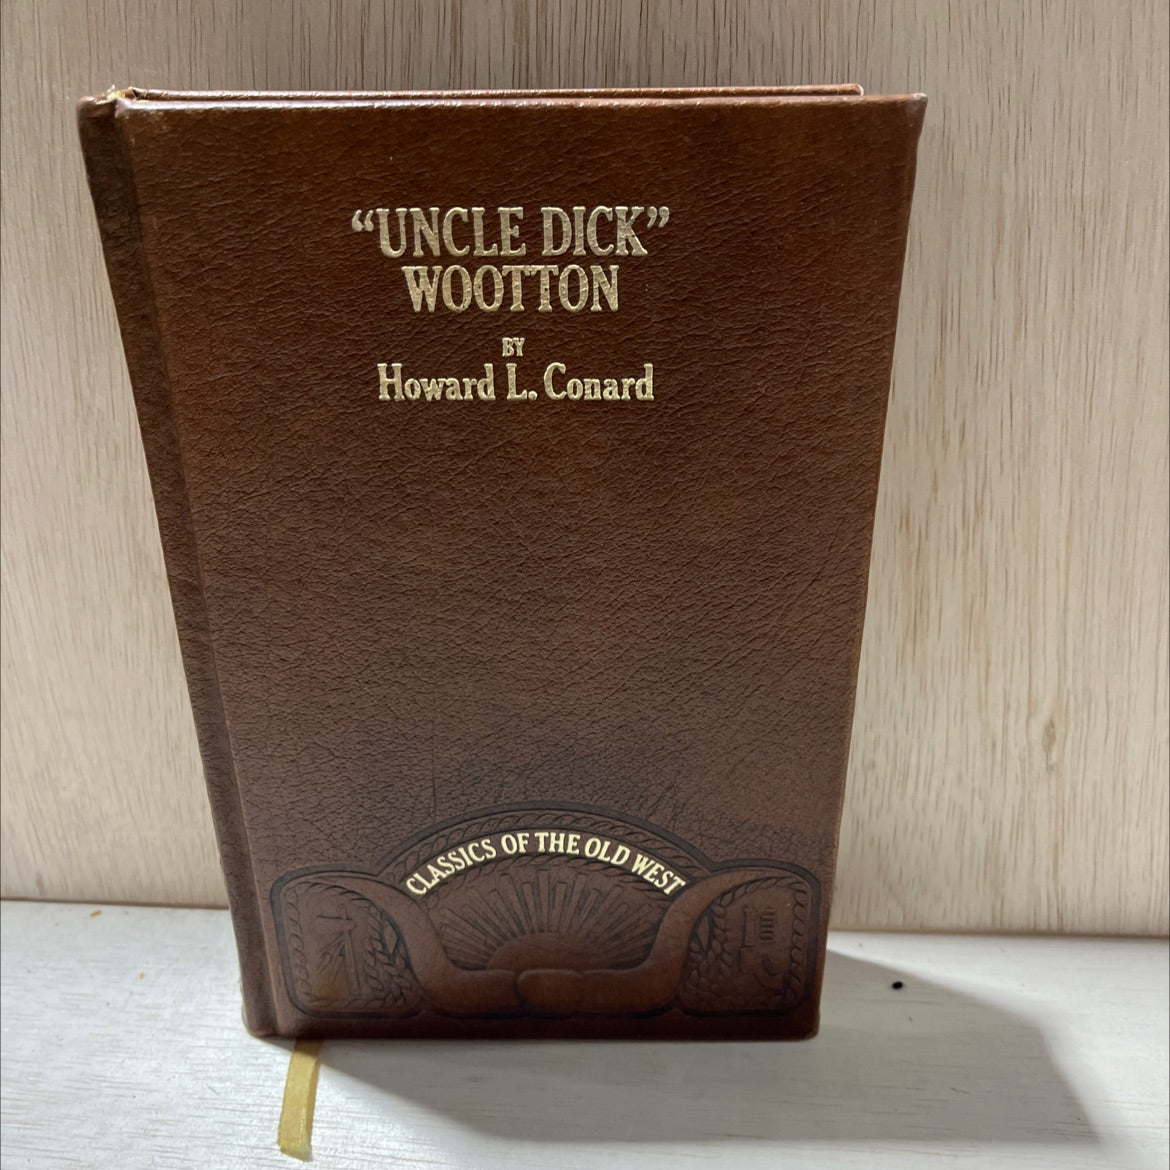 “UNCLE DICK”
WOOTTON
BY
Howard L. Conard
CLASSICS OF THE OLD WEST